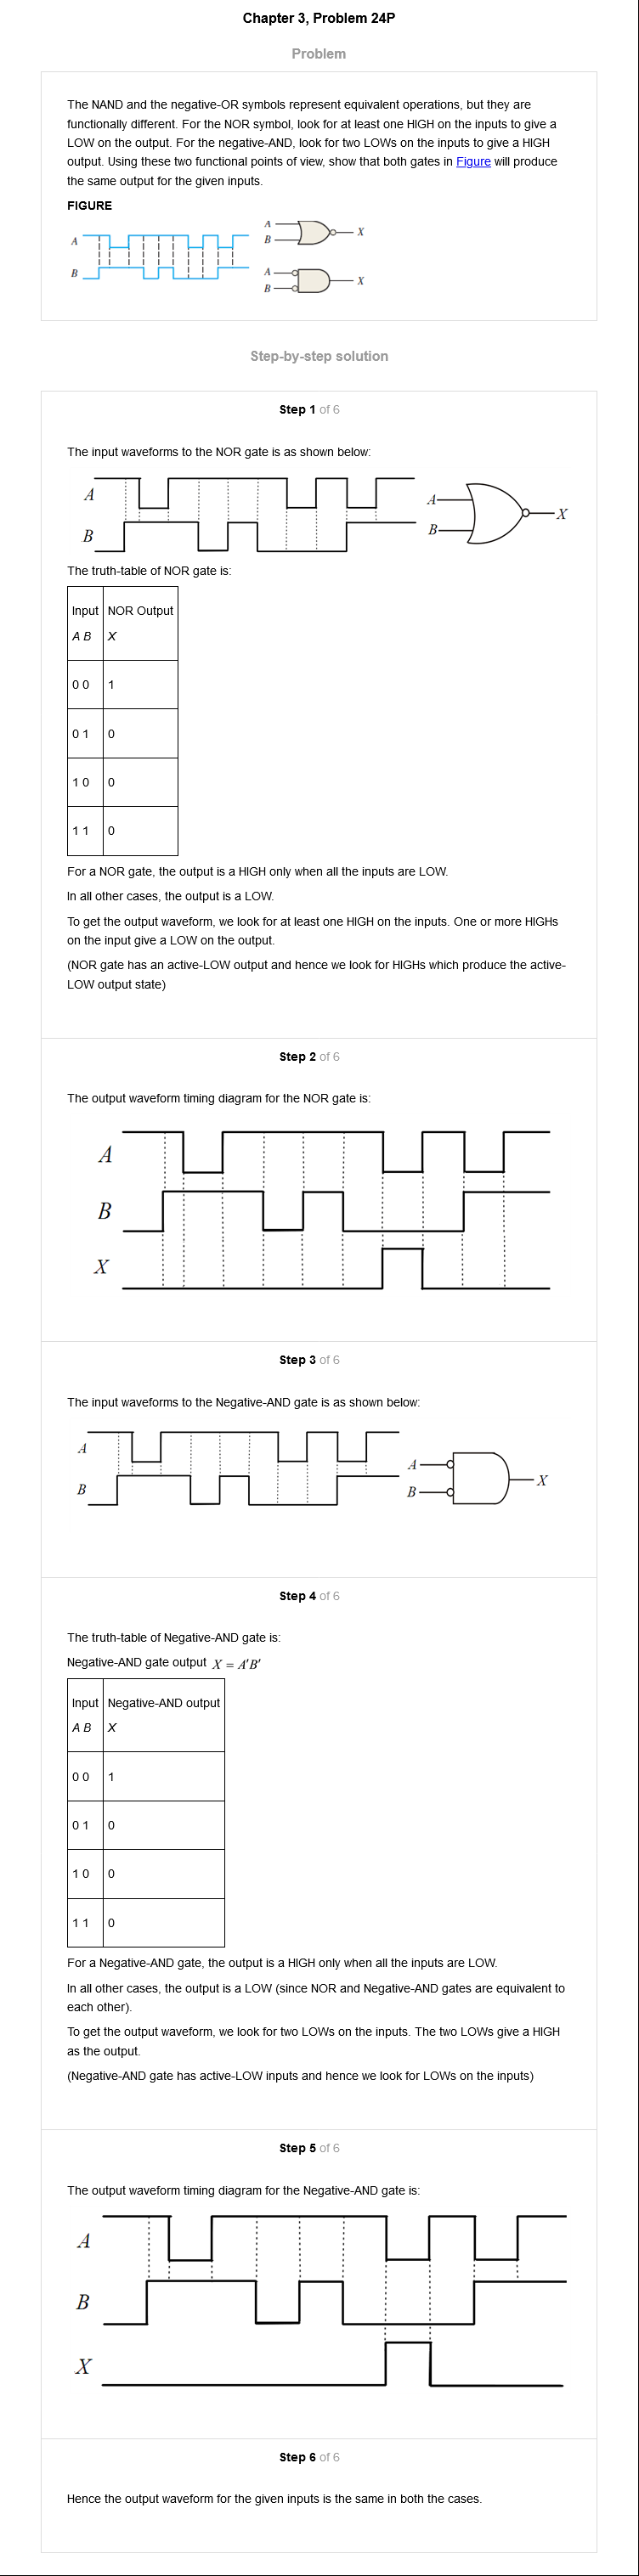 Chapter 3, Problem 24P
Problem
The NAND and the negative-OR symbols represent equivalent operations, but they are
functionally different. For the NOR symbol, look for at least one HIGH on the inputs to give a
LOW on the output. For the negative-AND, look for two LOWs on the inputs to give a HIGH
output. Using these two functional points of view, show that both gates in Figure will produce
the same output for the given inputs.
FIGURE
A
B
A
B
X
A
B
X
Step-by-step solution
Step 1 of 6
The input waveforms to the NOR gate is as shown below:
A
B
A
B
X
The truth-table of NOR gate is:
Input NOR Output
A B X
0 0 1
0 1 0
1 0 0
1 1 0
For a NOR gate, the output is a HIGH only when all the inputs are LOW.
In all other cases, the output is a LOW.
To get the output waveform, we look for at least one HIGH on the inputs. One or more HIGHs
on the input give a LOW on the output.
(NOR gate has an active-LOW output and hence we look for HIGHs which produce the active-
LOW output state)
Step 2 of 6
The output waveform timing diagram for the NOR gate is:
A
B
X
Step 3 of 6
The input waveforms to the Negative-AND gate is as shown below:
A
B
A
B
X
Step 4 of 6
The truth-table of Negative-AND gate is:
Negative-AND gate output X = A'B'
Input Negative-AND output
A B X
0 0 1
0 1 0
1 0 0
1 1 0
For a Negative-AND gate, the output is a HIGH only when all the inputs are LOW.
In all other cases, the output is a LOW (since NOR and Negative-AND gates are equivalent to
each other).
To get the output waveform, we look for two LOWs on the inputs. The two LOWs give a HIGH
as the output.
(Negative-AND gate has active-LOW inputs and hence we look for LOWs on the inputs)
Step 5 of 6
The output waveform timing diagram for the Negative-AND gate is:
A
B
X
Step 6 of 6
Hence the output waveform for the given inputs is the same in both the cases.